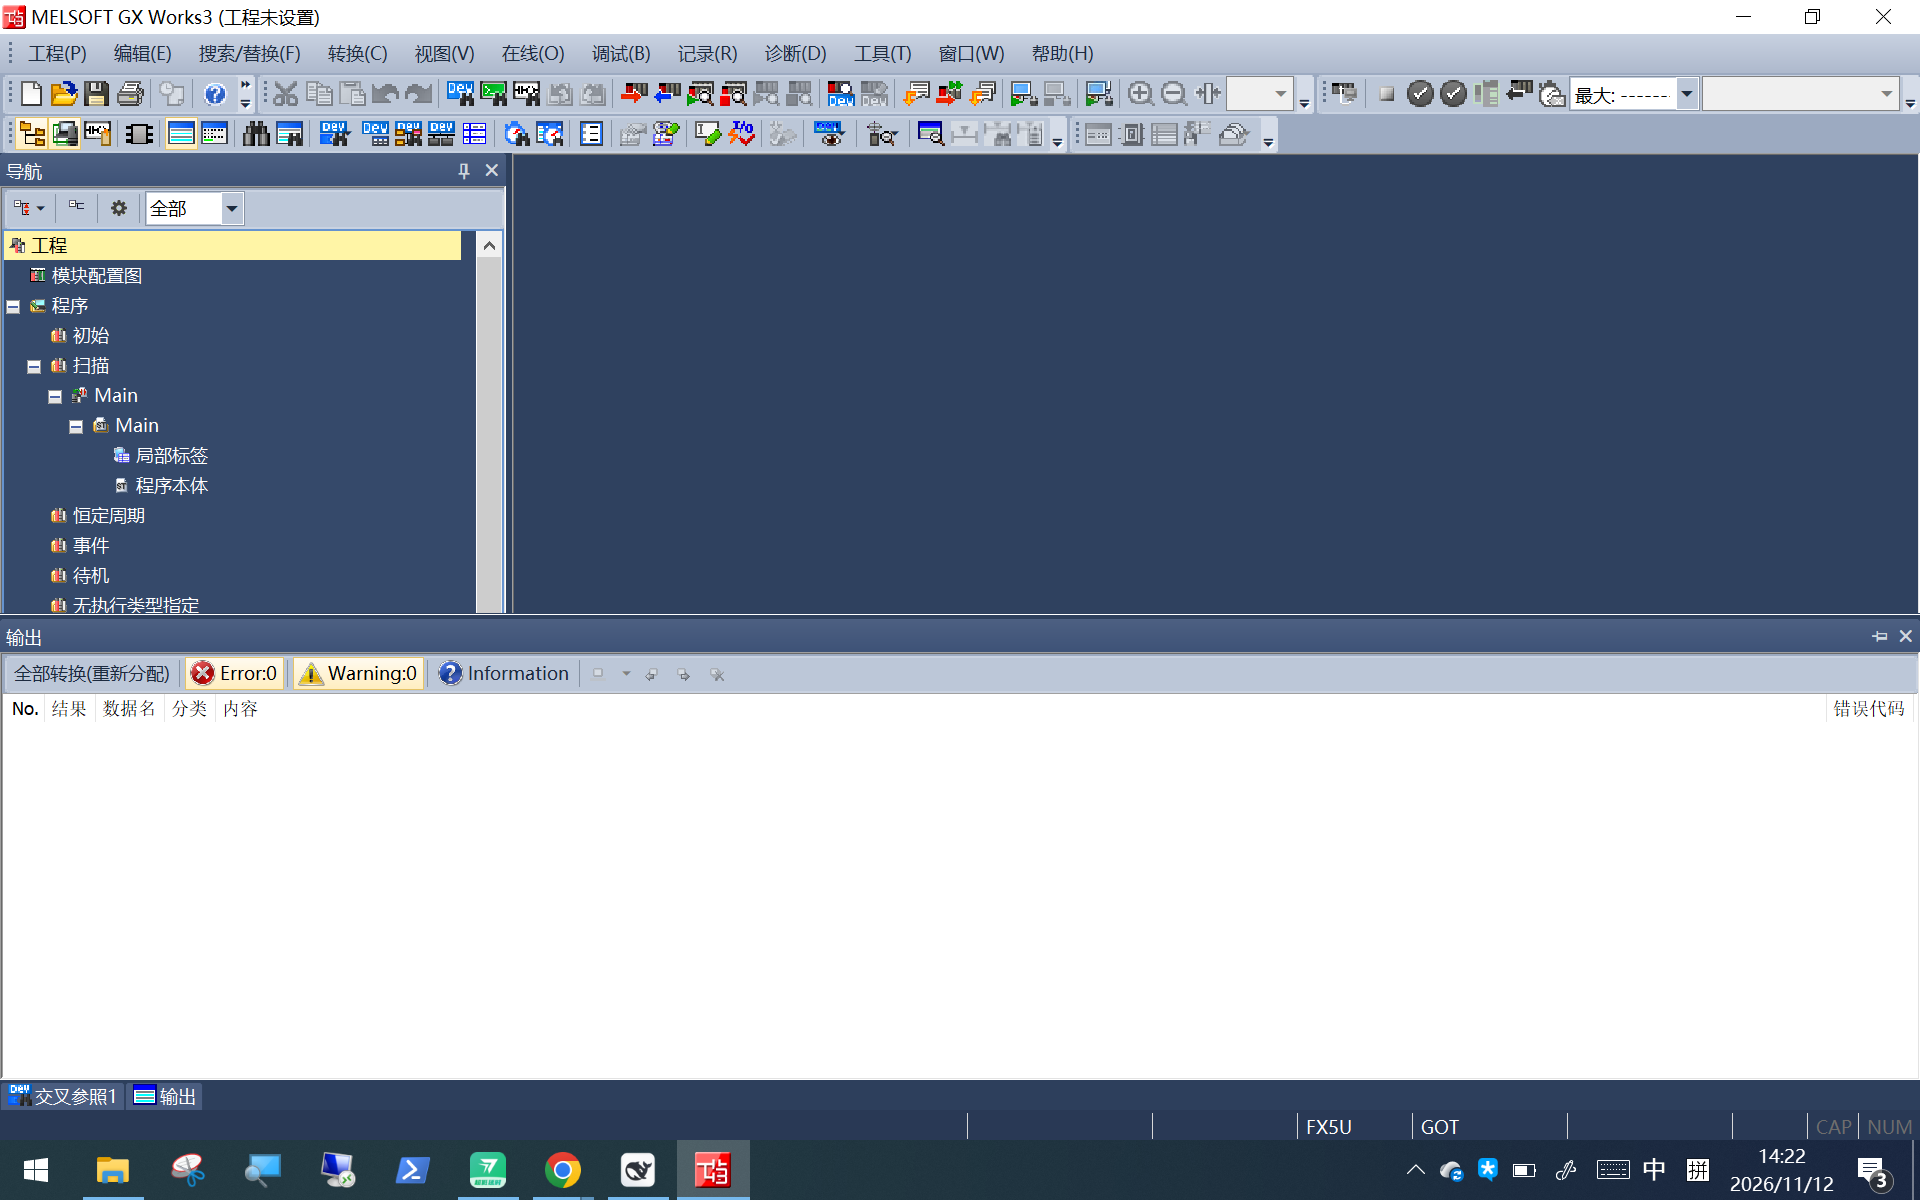 MELSOFT GX Works3 (工程未设置)
工程(P) 编辑(E) 搜索/替换(F) 转换(C) 视图(V) 在线(O) 调试(B) 记录(R) 诊断(D) 工具(T) 窗口(W) 帮助(H)
最大: -------
导航
全部
工程
模块配置图
程序
初始
扫描
Main
Main
局部标签
程序本体
恒定周期
事件
待机
无执行类型指定
输出
全部转换(重新分配) Error:0 Warning:0 Information
No. 结果 数据名 分类 内容 错误代码
交叉参照1 输出
FX5U GOT CAP NUM
中 拼 14:22
2026/11/12 3